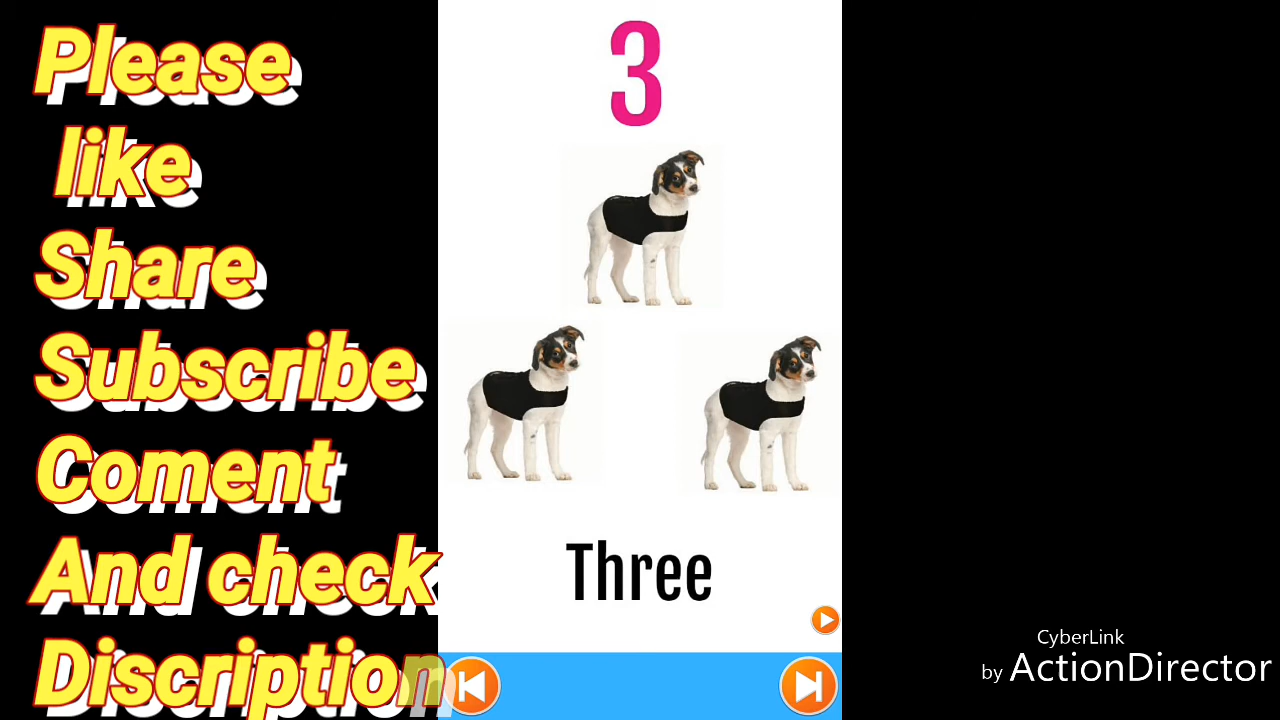 Please
like
Share
Subscribe
Coment
And check
Discription
3
Three
CyberLink
by ActionDirector